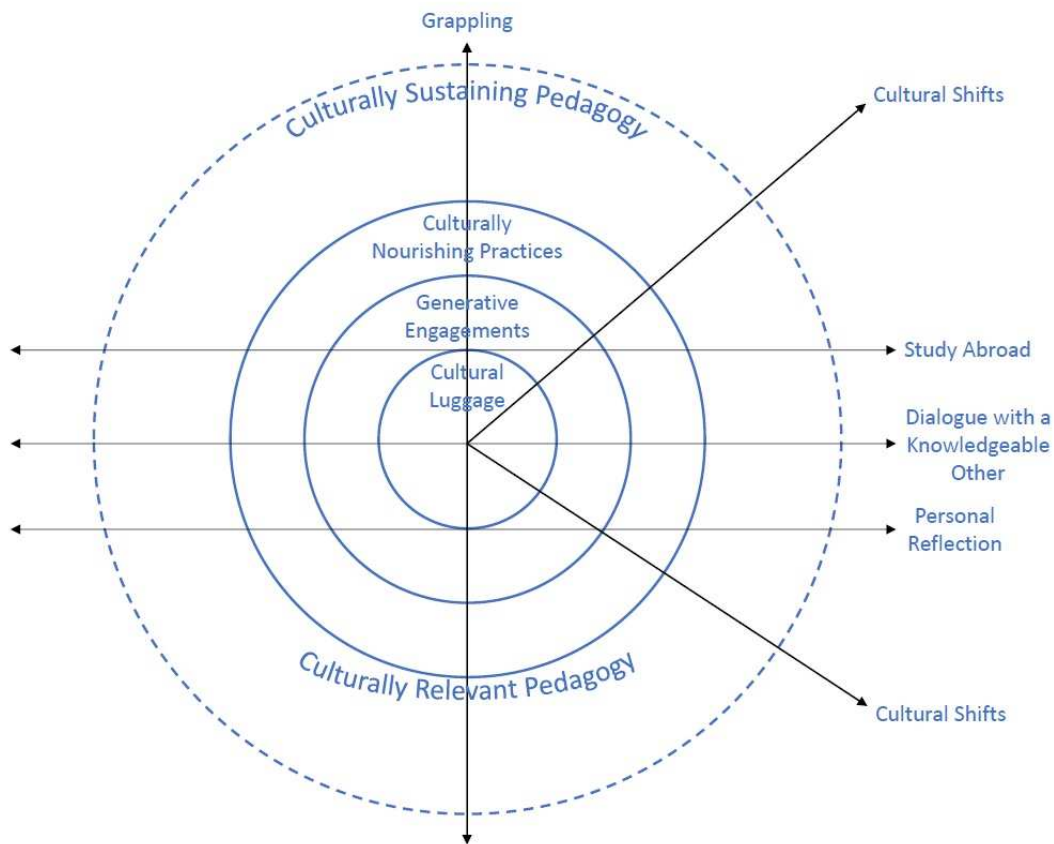 Grappling
Culturally Sustaining Pedagogy
Cultural Shifts
Culturally
Nourishing Practices
Generative
Engagements
Study Abroad
Cultural
Luggage
Dialogue with a
Knowledgeable
Other
Personal
Reflection
Culturally Relevant Pedagogy
Cultural Shifts